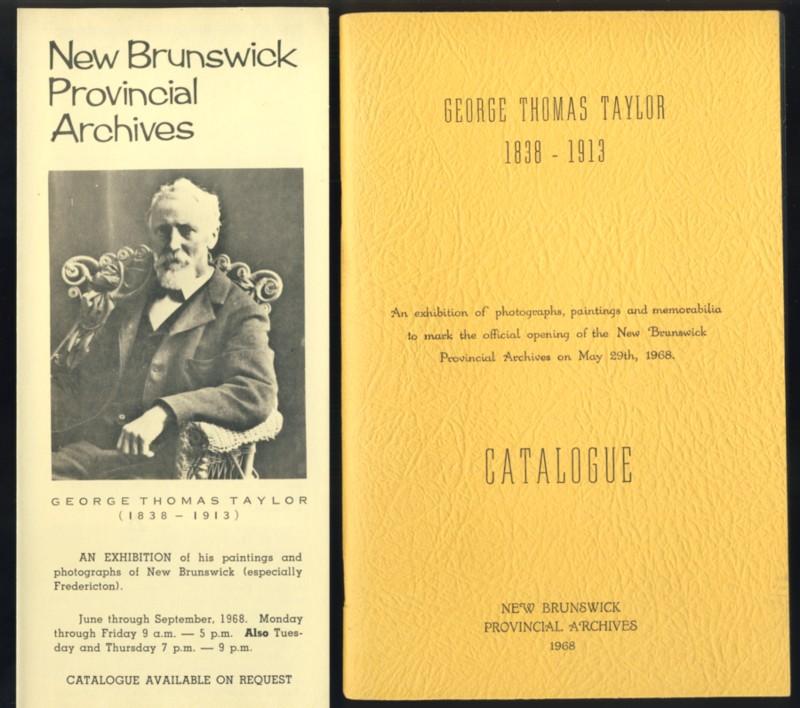 New Brunswick
Provincial
Archives
GEORGE THOMAS TAYLOR
(1838 – 1913)
AN EXHIBITION of his paintings and
photographs of New Brunswick (especially
Fredericton).
June through September, 1968. Monday
through Friday 9 a.m. — 5 p.m. Also Tues-
day and Thursday 7 p.m. — 9 p.m.
CATALOGUE AVAILABLE ON REQUEST
GEORGE THOMAS TAYLOR
1838 - 1913
An exhibition of photographs, paintings and memorabilia
to mark the official opening of the New Brunswick
Provincial Archives on May 29th, 1968.
CATALOGUE
NEW BRUNSWICK
PROVINCIAL ARCHIVES
1968